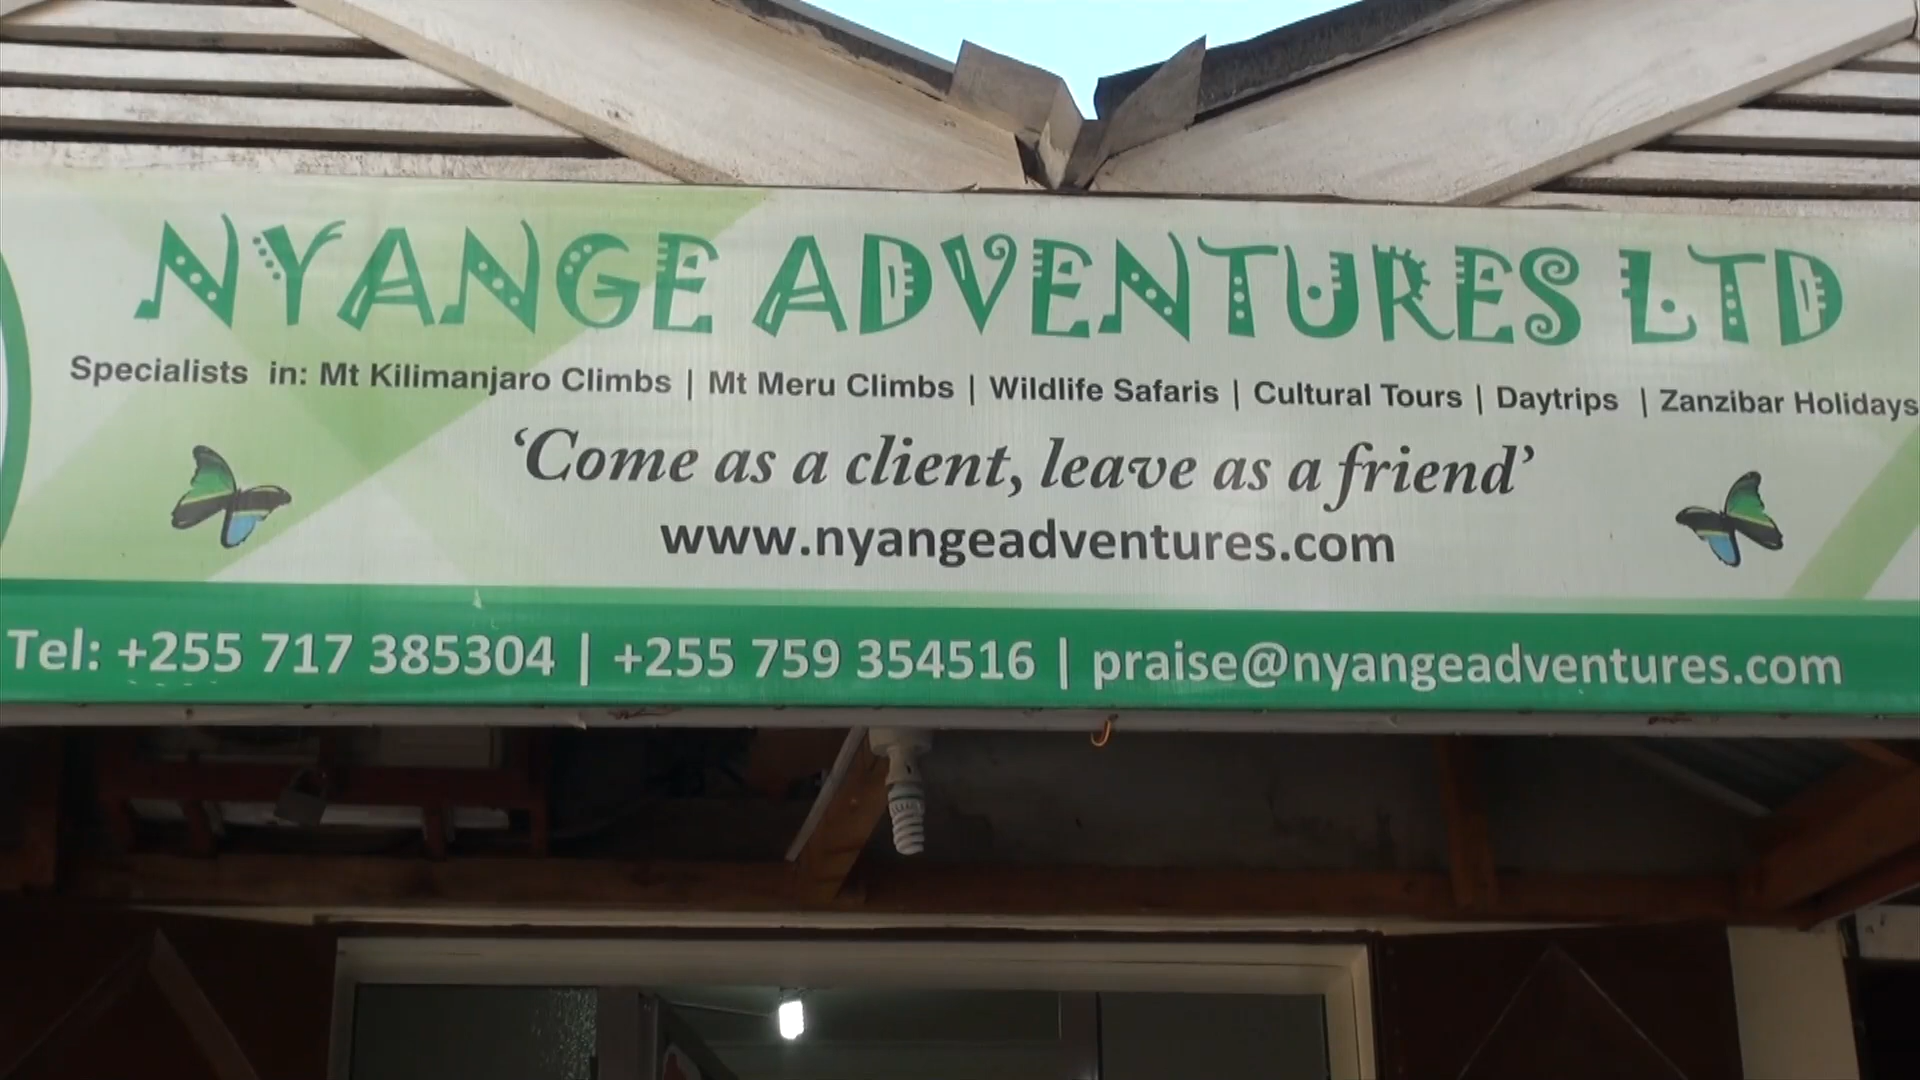 NYANGE ADVENTURES LTD
Specialists in: Mt Kilimanjaro Climbs | Mt Meru Climbs | Wildlife Safaris | Cultural Tours | Daytrips | Zanzibar Holidays
‘Come as a client, leave as a friend’
www.nyangeadventures.com
Tel: +255 717 385304 | +255 759 354516 | praise@nyangeadventures.com